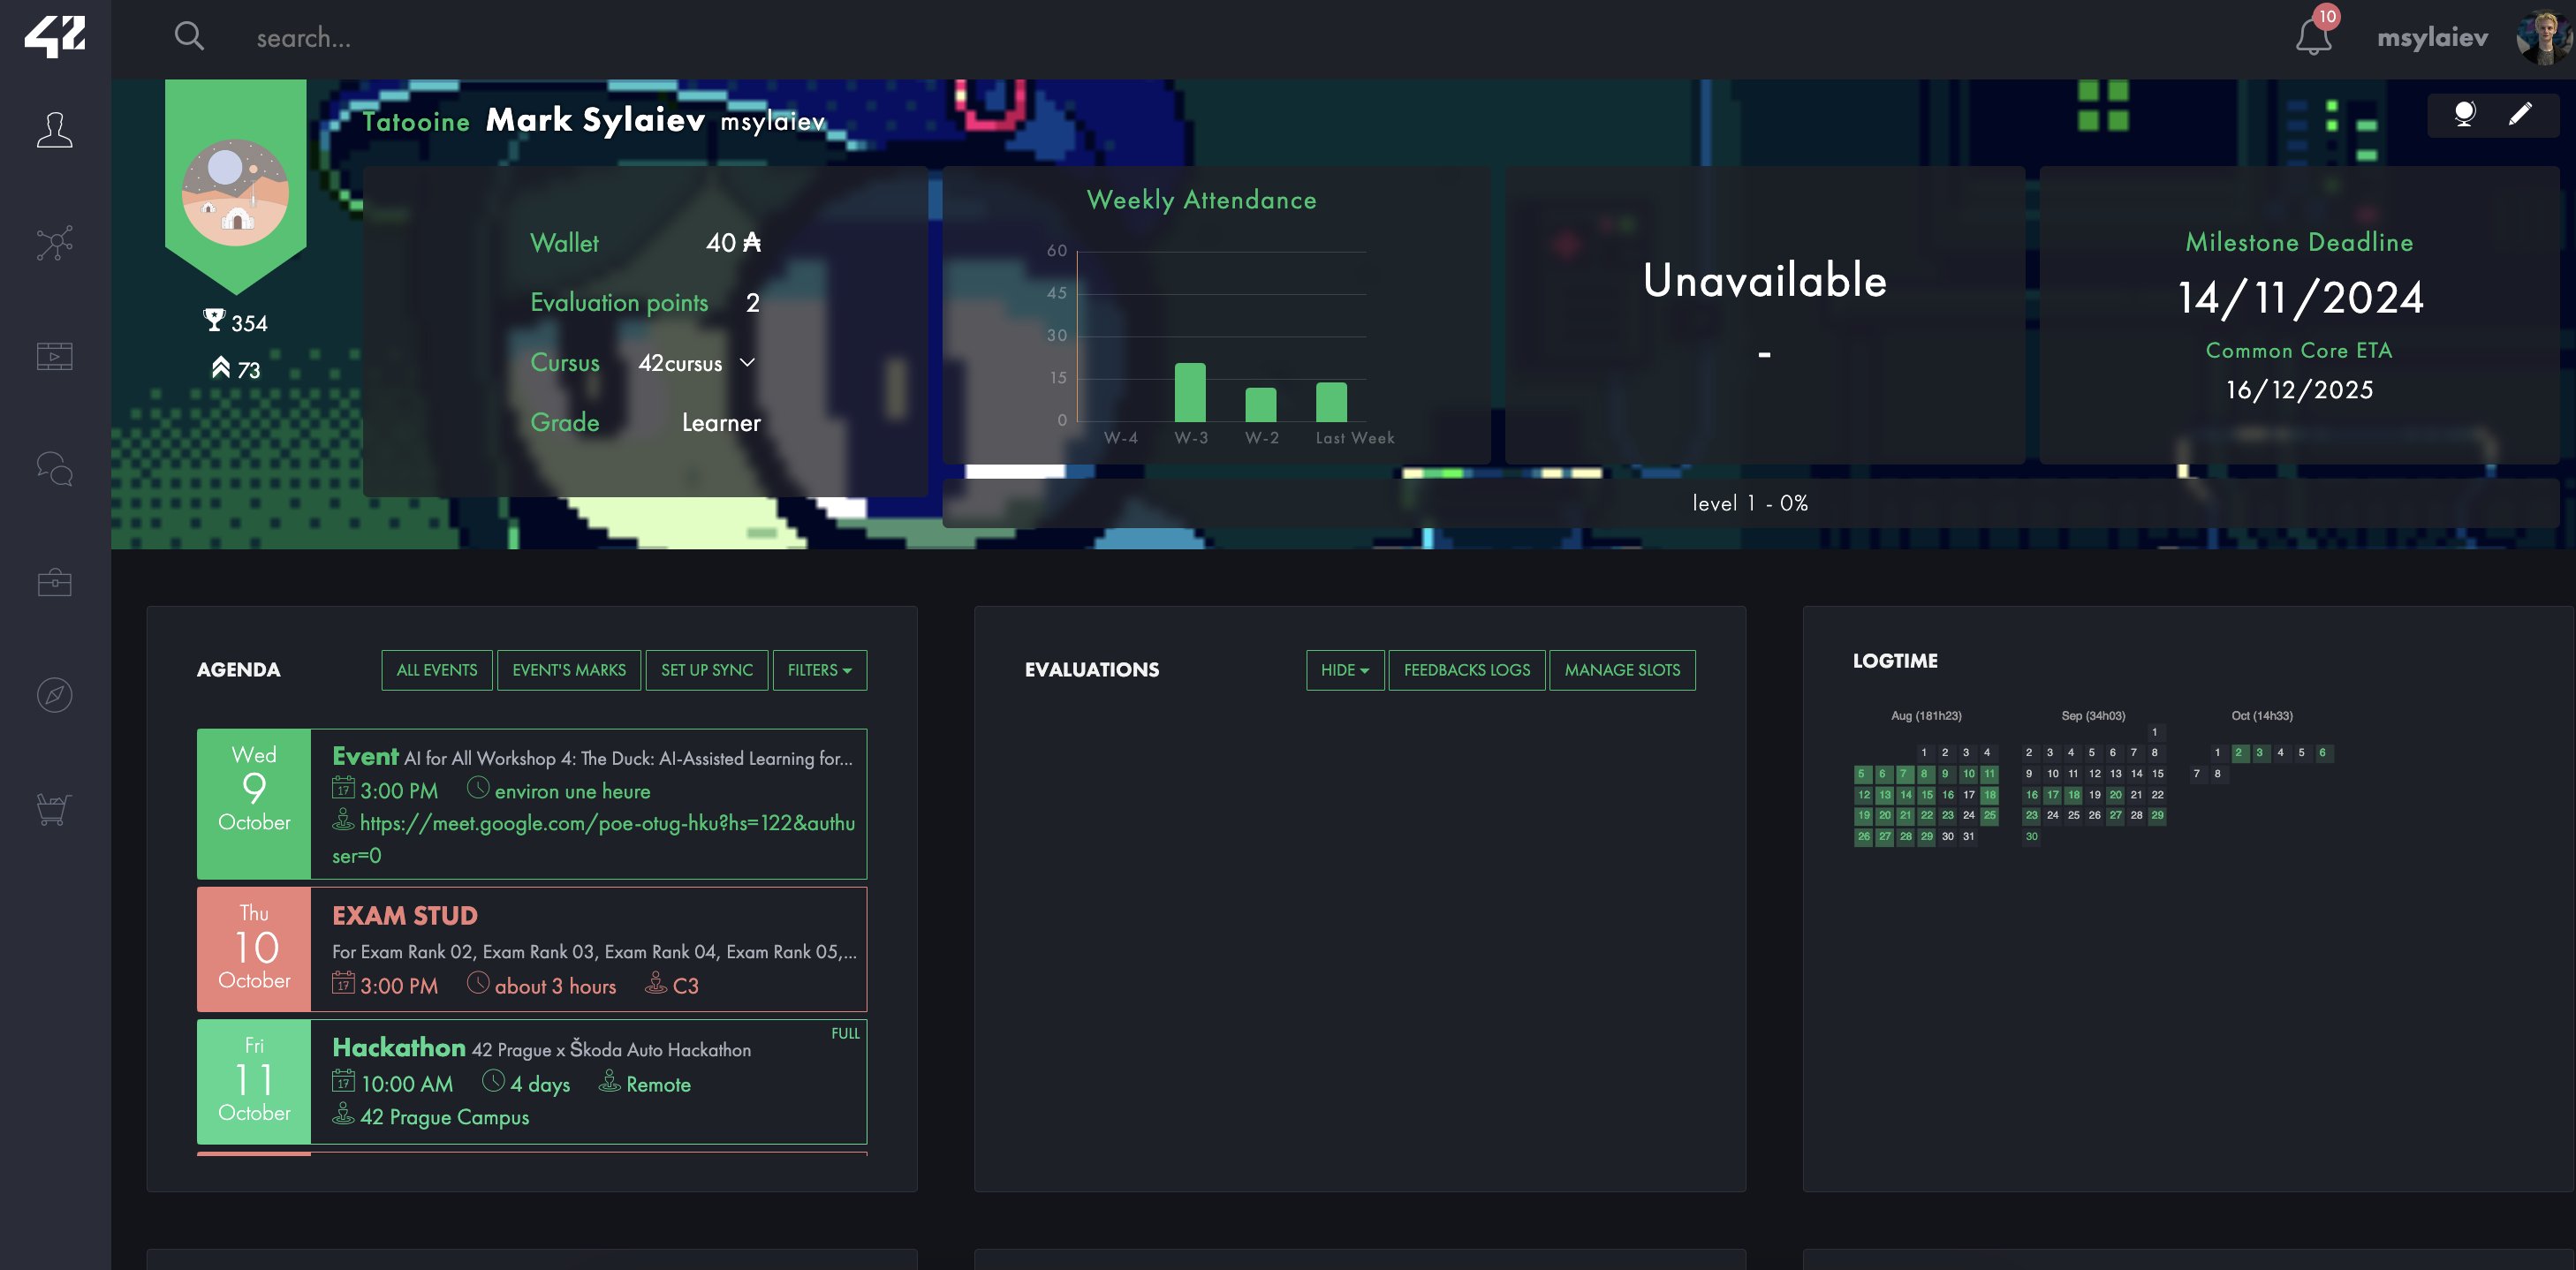 42
search...
10
msylaiev
Tatooine Mark Sylaiev msylaiev
354
73
Wallet 40 ₳
Evaluation points 2
Cursus 42cursus
Grade Learner
Weekly Attendance
60
45
30
15
0
W-4 W-3 W-2 Last Week
Unavailable
-
Milestone Deadline
14/11/2024
Common Core ETA
16/12/2025
level 1 - 0%
AGENDA ALL EVENTS EVENT'S MARKS SET UP SYNC FILTERS
Wed
9
October
Event AI for All Workshop 4: The Duck: AI-Assisted Learning for...
17 3:00 PM environ une heure
https://meet.google.com/poe-otug-hku?hs=122&authu
ser=0
Thu
10
October
EXAM STUD
For Exam Rank 02, Exam Rank 03, Exam Rank 04, Exam Rank 05,...
17 3:00 PM about 3 hours C3
Fri
11
October
FULL
Hackathon 42 Prague x Škoda Auto Hackathon
17 10:00 AM 4 days Remote
42 Prague Campus
EVALUATIONS HIDE FEEDBACKS LOGS MANAGE SLOTS
LOGTIME
Aug (181h23)
1 2 3 4
5 6 7 8 9 10 11
12 13 14 15 16 17 18
19 20 21 22 23 24 25
26 27 28 29 30 31
Sep (34h03)
1
2 3 4 5 6 7 8
9 10 11 12 13 14 15
16 17 18 19 20 21 22
23 24 25 26 27 28 29
30
Oct (14h33)
1 2 3 4 5 6
7 8